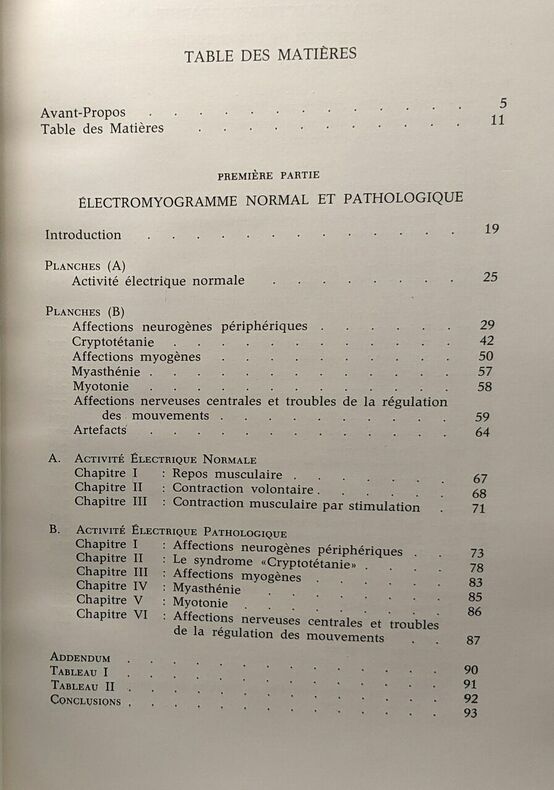 TABLE DES MATIÈRES
Avant-Propos . . . . . . . . . . . . 5
Table des Matières . . . . . . . . . . . 11
PREMIÈRE PARTIE
ÉLECTROMYOGRAMME NORMAL ET PATHOLOGIQUE
Introduction . . . . . . . . . . . . 19
PLANCHES (A)
Activité électrique normale . . . . . . . . 25
PLANCHES (B)
Affections neurogènes périphériques . . . . . . 29
Cryptotétanie . . . . . . . . . . . 42
Affections myogènes . . . . . . . . . 50
Myasthénie . . . . . . . . . . . . 57
Myotonie . . . . . . . . . . . . 58
Affections nerveuses centrales et troubles de la régulation
des mouvements . . . . . . . . . 59
Artefacts . . . . . . . . . . . . 64
A. ACTIVITÉ ÉLECTRIQUE NORMALE
Chapitre I : Repos musculaire . . . . . . . 67
Chapitre II : Contraction volontaire . . . . . . 68
Chapitre III : Contraction musculaire par stimulation . 71
B. ACTIVITÉ ÉLECTRIQUE PATHOLOGIQUE
Chapitre I : Affections neurogènes périphériques . . 73
Chapitre II : Le syndrome «Cryptotétanie» . . . . 78
Chapitre III : Affections myogènes . . . . . 83
Chapitre IV : Myasthénie . . . . . . . . 85
Chapitre V : Myotonie . . . . . . . . 86
Chapitre VI : Affections nerveuses centrales et troubles
de la régulation des mouvements . . 87
ADDENDUM . . . . . . . . . . . . 90
TABLEAU I . . . . . . . . . . . . 91
TABLEAU II . . . . . . . . . . . . 92
CONCLUSIONS . . . . . . . . . . . . 93